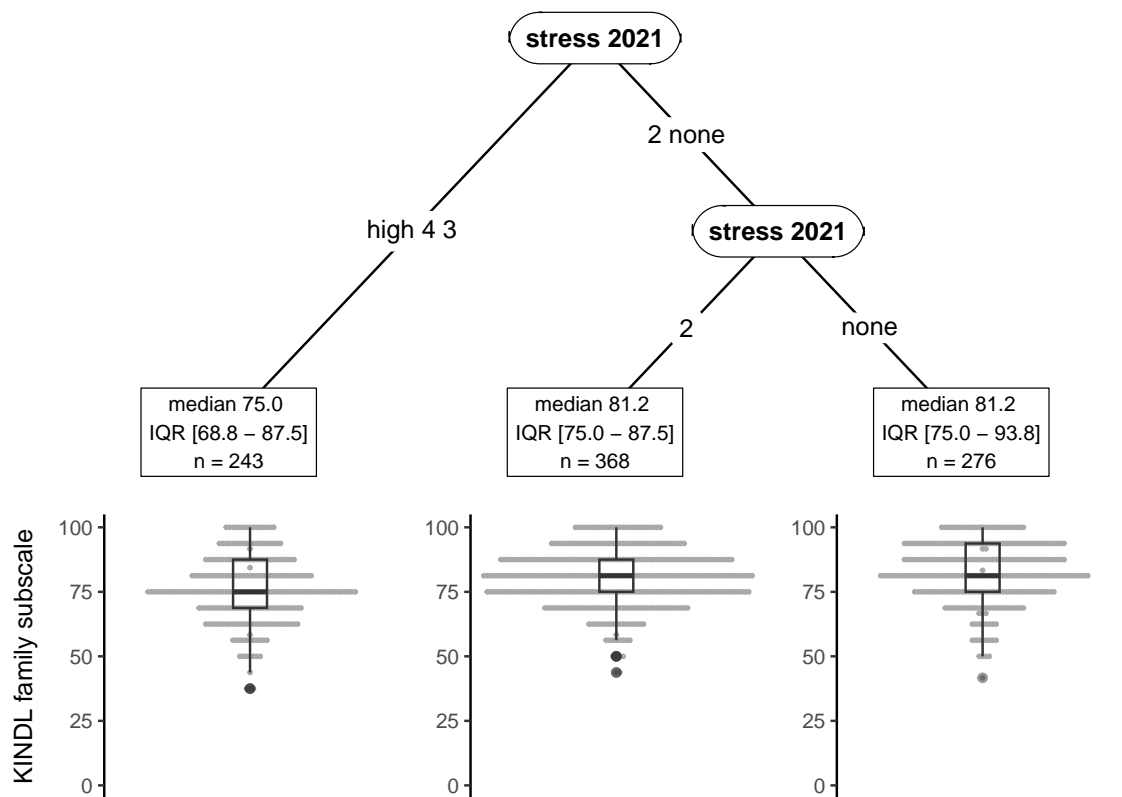 stress 2021
2 none
high 4 3
stress 2021
2
none
median 75.0
IQR [68.8 – 87.5]
n = 243
median 81.2
IQR [75.0 – 87.5]
n = 368
median 81.2
IQR [75.0 – 93.8]
n = 276
KINDL family subscale
100
75
50
25
0
100
75
50
25
0
100
75
50
25
0